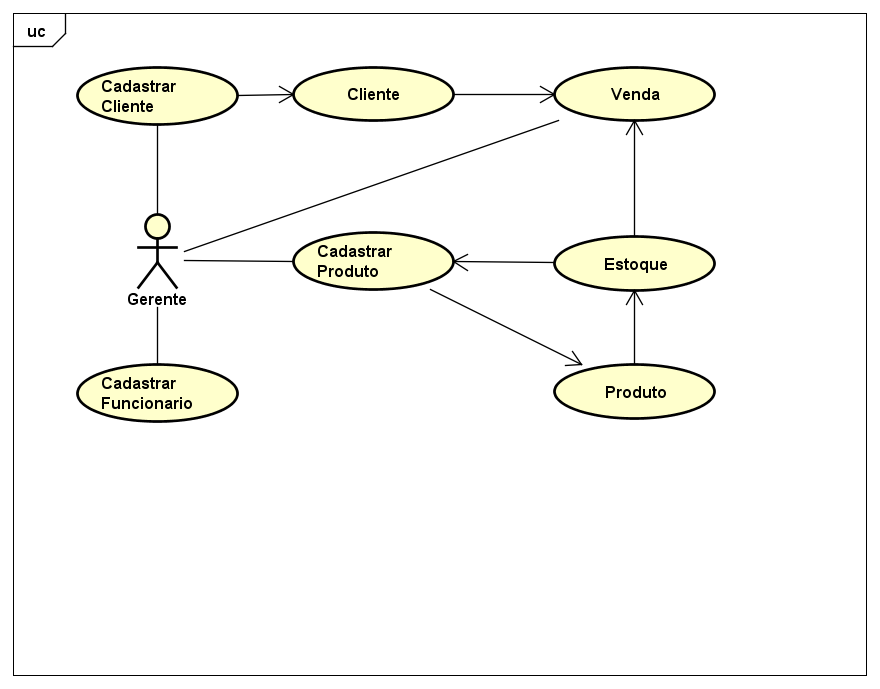 uc
Cadastrar
Cliente
Cliente
Venda
Cadastrar
Produto
Estoque
Gerente
Cadastrar
Funcionario
Produto